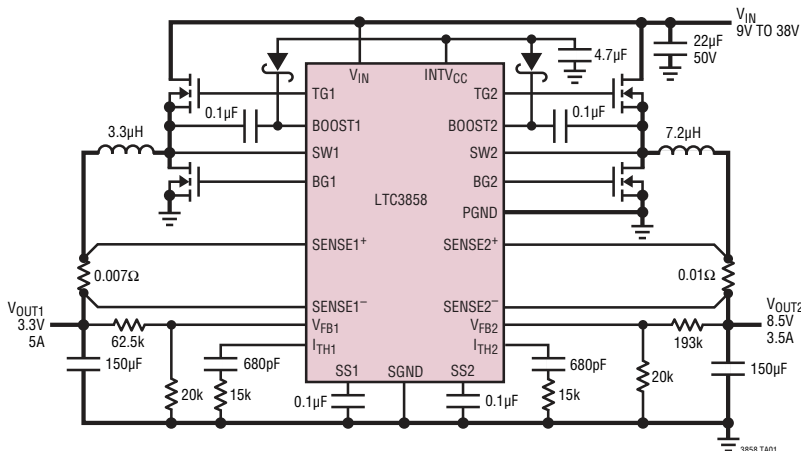 VIN
9V TO 38V
22µF
50V
4.7µF
VIN
INTVCC
TG1
TG2
0.1µF
0.1µF
BOOST1
BOOST2
3.3µH
7.2µH
SW1
SW2
BG1
BG2
LTC3858
PGND
SENSE1+
SENSE2+
0.007Ω
0.01Ω
SENSE1−
SENSE2−
VOUT1
3.3V
5A
VOUT2
8.5V
3.5A
62.5k
VFB1
VFB2
193k
ITH1
ITH2
150µF
680pF
680pF
150µF
20k
15k
SS1
SGND
SS2
15k
20k
0.1µF
0.1µF
3858 TA01